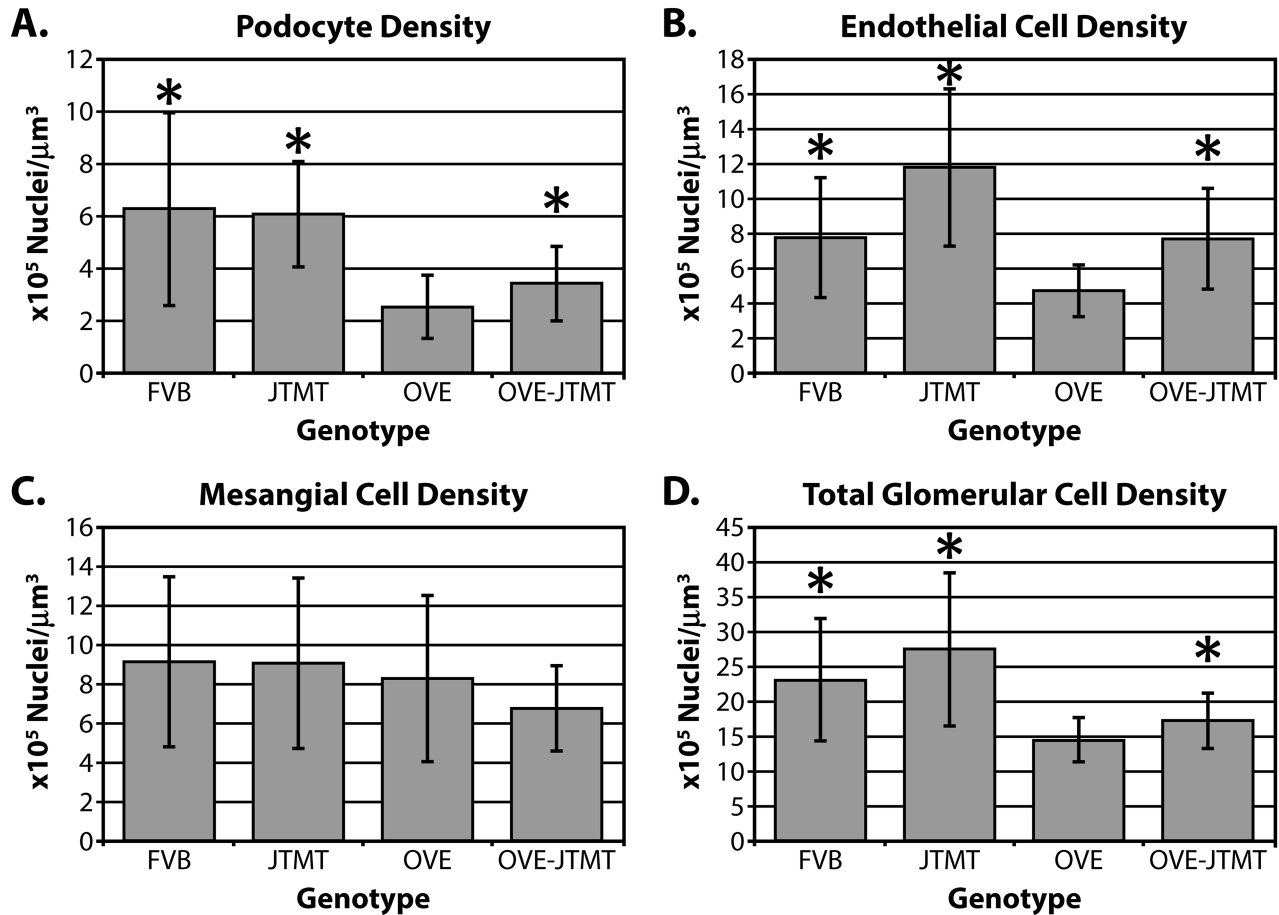 A.
Podocyte Density
x10⁵ Nuclei/µm³
12
10
8
6
4
2
0
*
*
*
FVB JTMT OVE OVE-JTMT
Genotype
B.
Endothelial Cell Density
x10⁵ Nuclei/µm³
18
16
14
12
10
8
6
4
2
0
*
*
*
FVB JTMT OVE OVE-JTMT
Genotype
C.
Mesangial Cell Density
x10⁵ Nuclei/µm³
16
14
12
10
8
6
4
2
0
FVB JTMT OVE OVE-JTMT
Genotype
D.
Total Glomerular Cell Density
x10⁵ Nuclei/µm³
45
40
35
30
25
20
15
10
5
0
*
*
*
FVB JTMT OVE OVE-JTMT
Genotype